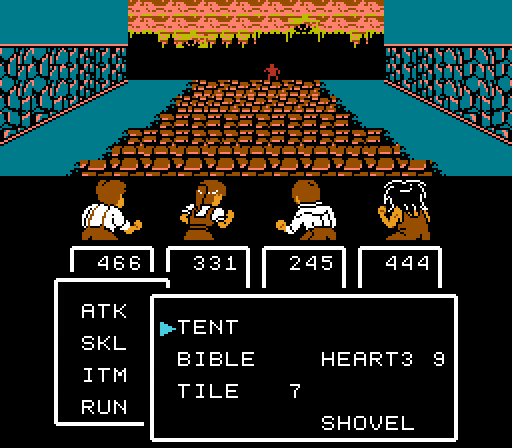 466 331 245 444
ATK
SKL
ITM
RUN
TENT
BIBLE HEART3 9
TILE 7
SHOVEL